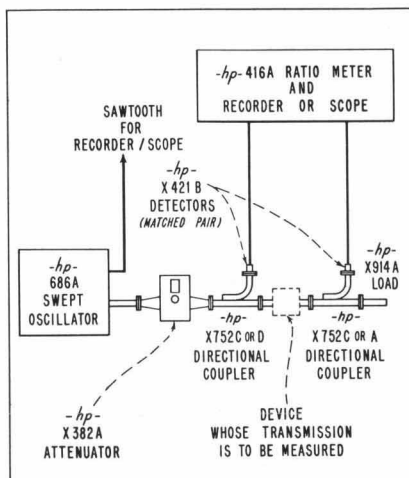 -hp- 416A RATIO METER
AND
RECORDER OR SCOPE
SAWTOOTH
FOR
RECORDER / SCOPE
-hp-
X 421 B
DETECTORS
(MATCHED PAIR)
-hp-
X914A
LOAD
-hp-
686A
SWEPT
OSCILLATOR
-hp-
X752C OR D
DIRECTIONAL
COUPLER
-hp-
X752C OR A
DIRECTIONAL
COUPLER
-hp-
X382A
ATTENUATOR
DEVICE
WHOSE TRANSMISSION
IS TO BE MEASURED